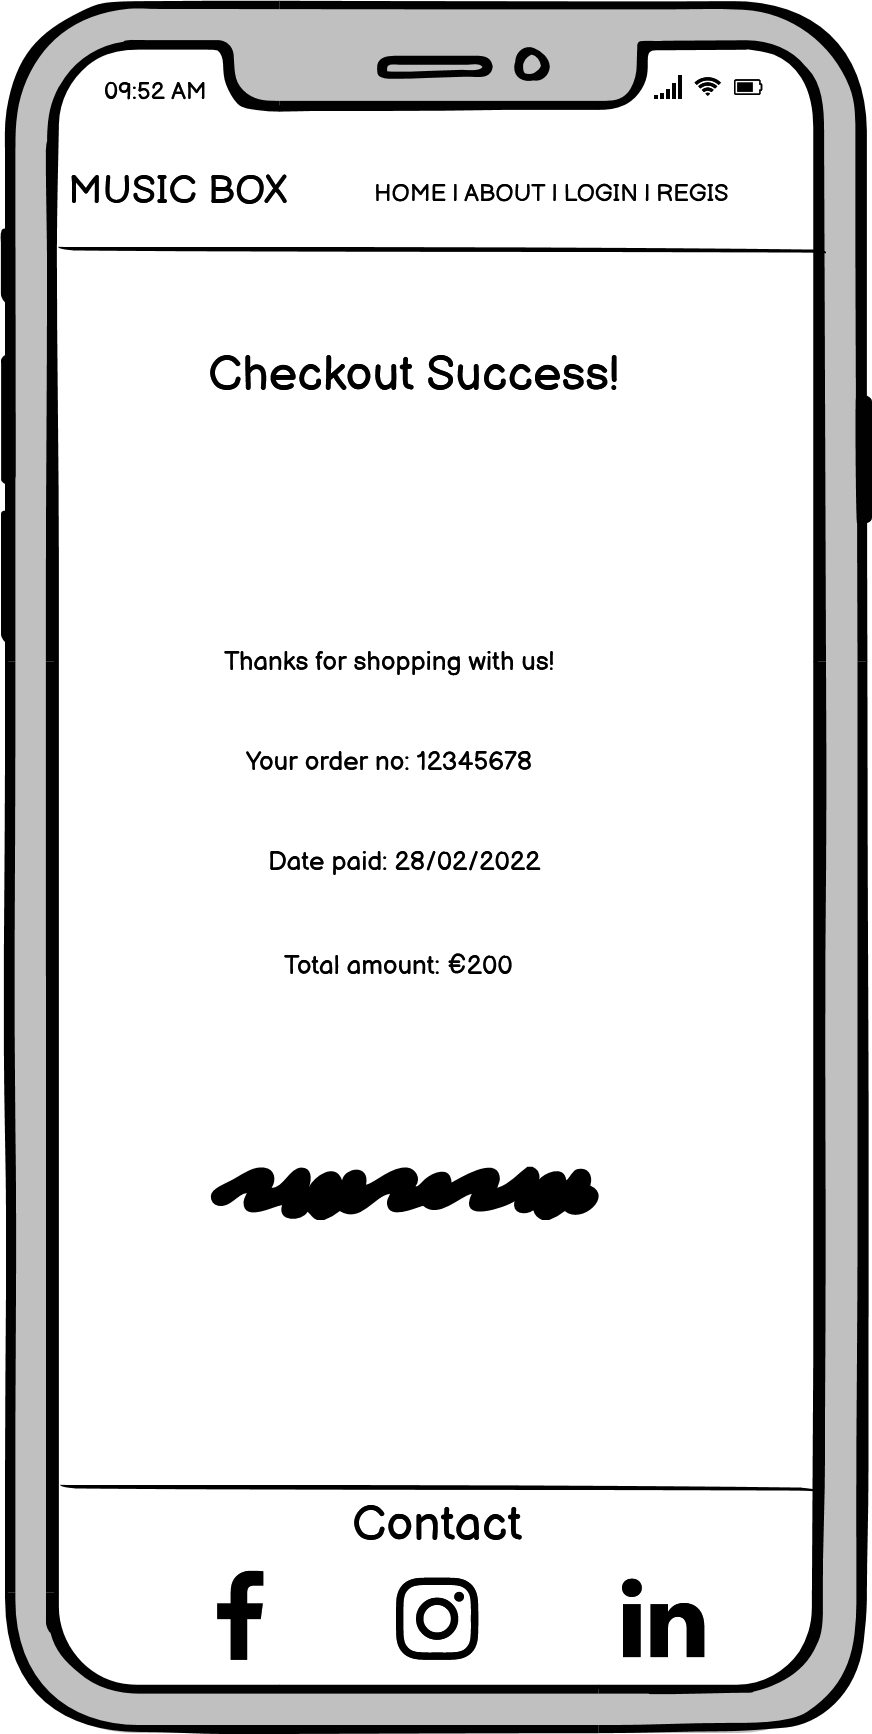 09:52 AM
MUSIC BOX
HOME | ABOUT | LOGIN | REGIS
Checkout Success!
Thanks for shopping with us!
Your order no: 12345678
Date paid: 28/02/2022
Total amount: €200
Contact